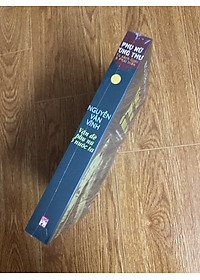 PHỤ NỮ
TÙNG THƯ
NGUYỄN
VĂN
VĨNH
Vấn đề
phụ nữ
ở nước ta